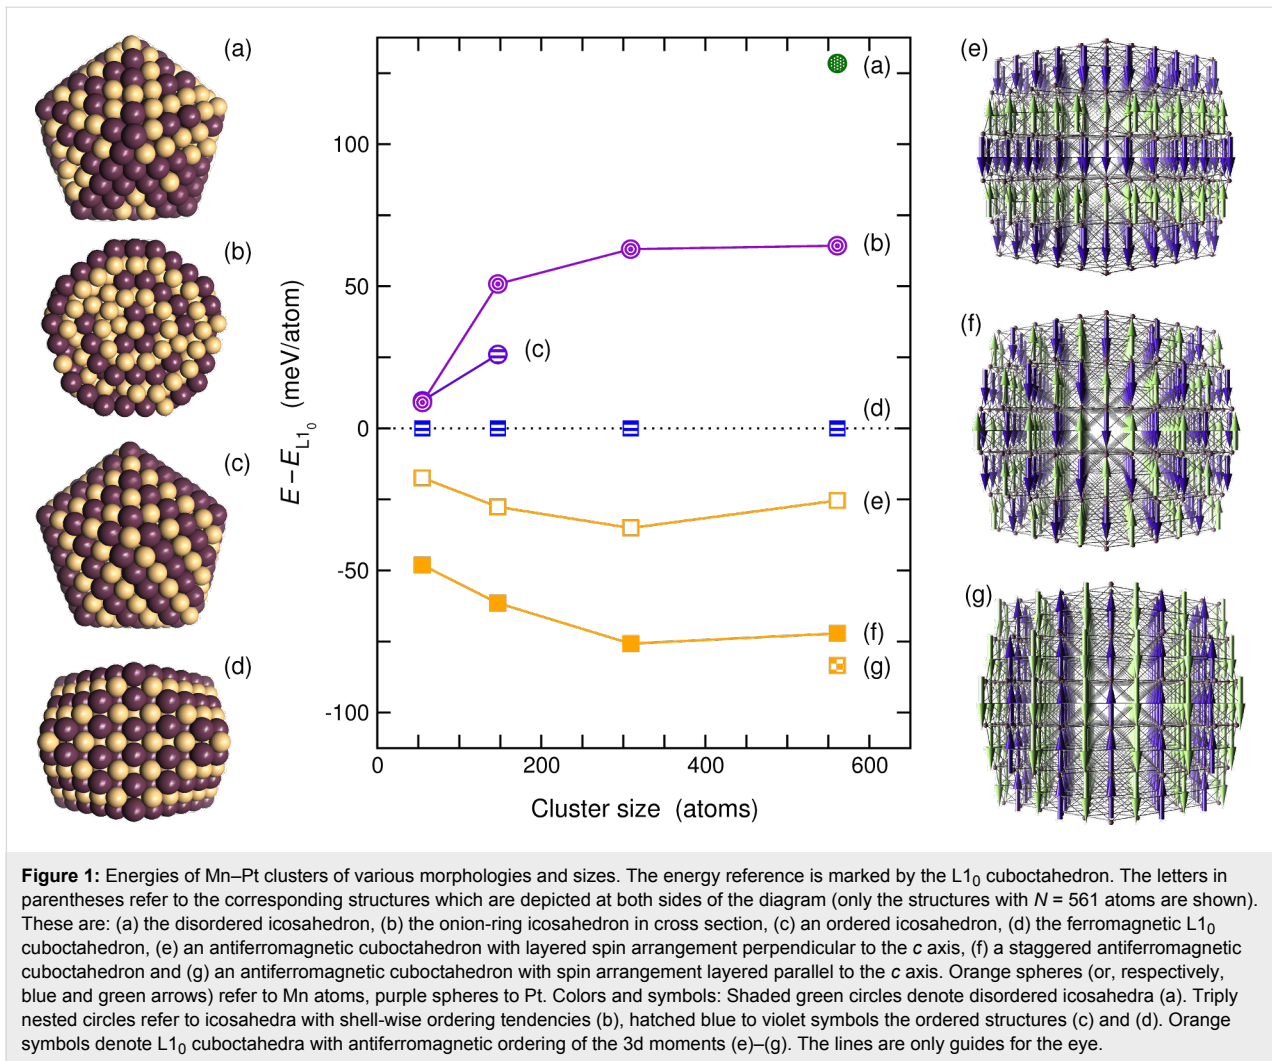 (a)
(b)
(c)
(d)
100
50
0
-50
-100
E − E L1₀ (meV/atom)
0
200
400
600
Cluster size (atoms)
(a)
(b)
(c)
(d)
(e)
(f)
(g)
(e)
(f)
(g)
Figure 1: Energies of Mn–Pt clusters of various morphologies and sizes. The energy reference is marked by the L1₀ cuboctahedron. The letters in
parentheses refer to the corresponding structures which are depicted at both sides of the diagram (only the structures with N = 561 atoms are shown).
These are: (a) the disordered icosahedron, (b) the onion-ring icosahedron in cross section, (c) an ordered icosahedron, (d) the ferromagnetic L1₀
cuboctahedron, (e) an antiferromagnetic cuboctahedron with layered spin arrangement perpendicular to the c axis, (f) a staggered antiferromagnetic
cuboctahedron and (g) an antiferromagnetic cuboctahedron with spin arrangement layered parallel to the c axis. Orange spheres (or, respectively,
blue and green arrows) refer to Mn atoms, purple spheres to Pt. Colors and symbols: Shaded green circles denote disordered icosahedra (a). Triply
nested circles refer to icosahedra with shell-wise ordering tendencies (b), hatched blue to violet symbols the ordered structures (c) and (d). Orange
symbols denote L1₀ cuboctahedra with antiferromagnetic ordering of the 3d moments (e)–(g). The lines are only guides for the eye.